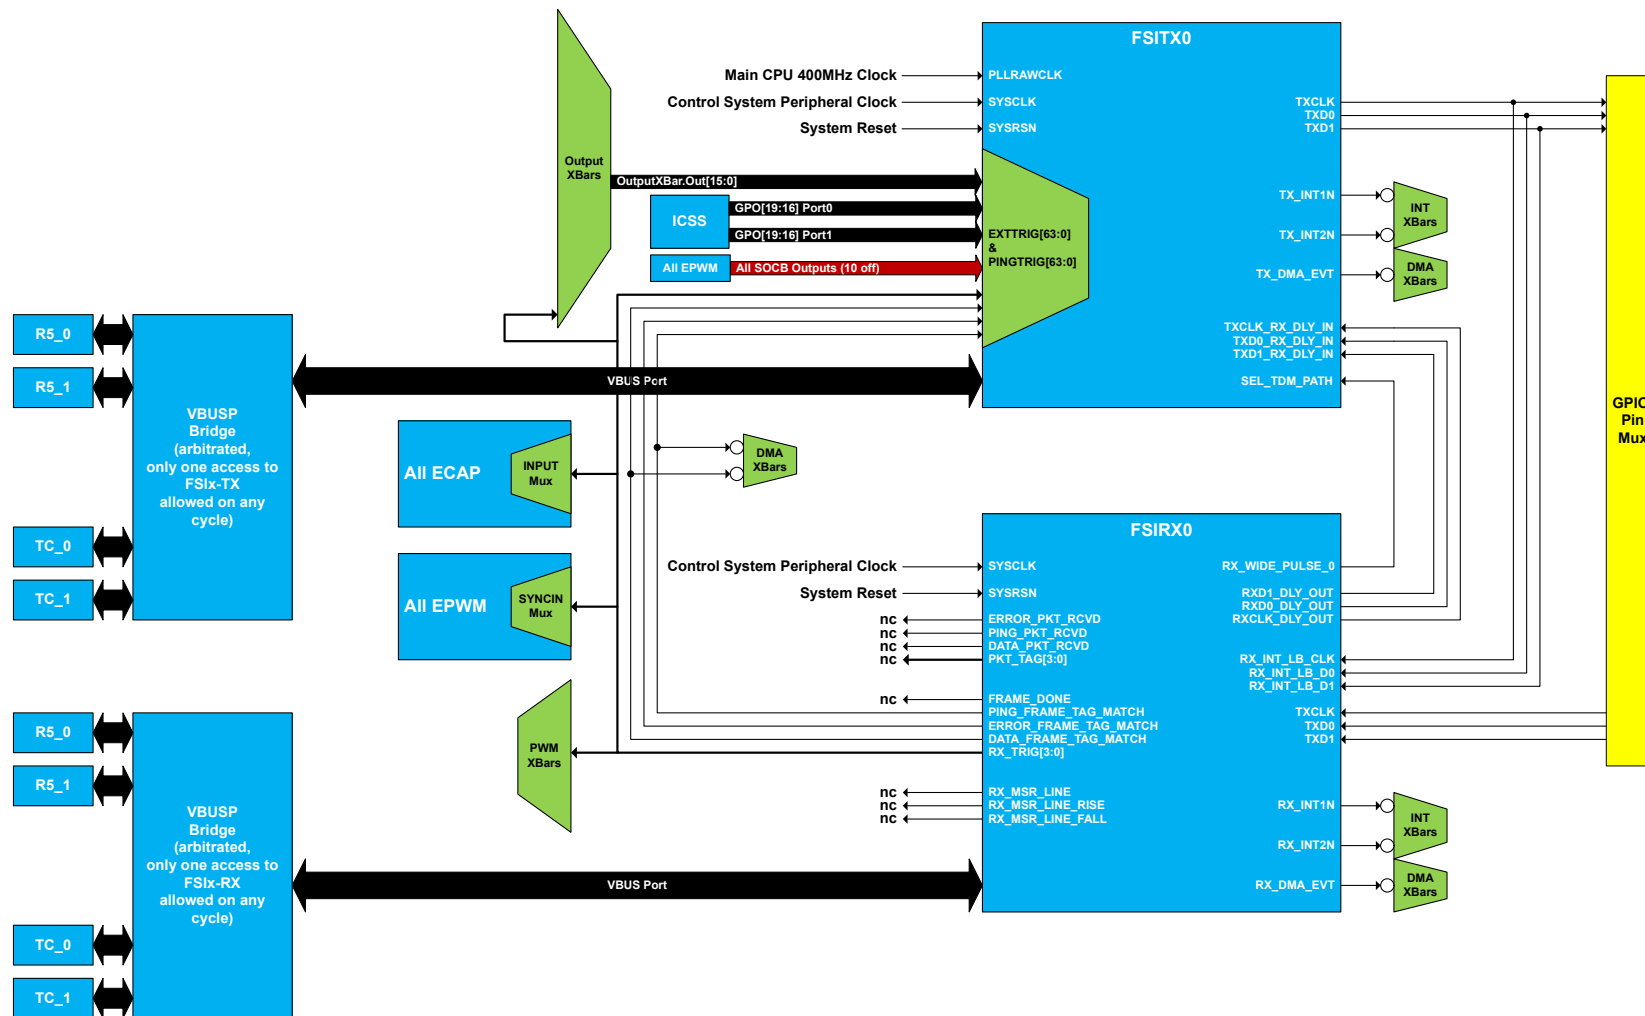 FSITX0
Main CPU 400MHz Clock
PLLRAWCLK
Control System Peripheral Clock
SYSCLK
System Reset
SYSRSN
TXCLK
TXD0
TXD1
Output
XBars
OutputXBar.Out[15:0]
ICSS
GPO[19:16] Port0
GPO[19:16] Port1
All EPWM
All SOCB Outputs (10 off)
EXTTRIG[63:0]
&
PINGTRIG[63:0]
TX_INT1N
TX_INT2N
INT
XBars
TX_DMA_EVT
DMA
XBars
TXCLK_RX_DLY_IN
TXD0_RX_DLY_IN
TXD1_RX_DLY_IN
SEL_TDM_PATH
R5_0
R5_1
VBUSP
Bridge
(arbitrated,
only one access to
FSIx-TX
allowed on any
cycle)
TC_0
TC_1
VBUS Port
GPIO
Pin
Mux
All ECAP
INPUT
Mux
DMA
XBars
All EPWM
SYNCIN
Mux
PWM
XBars
FSIRX0
Control System Peripheral Clock
SYSCLK
System Reset
SYSRSN
nc
ERROR_PKT_RCVD
nc
PING_PKT_RCVD
nc
DATA_PKT_RCVD
nc
PKT_TAG[3:0]
nc
FRAME_DONE
PING_FRAME_TAG_MATCH
ERROR_FRAME_TAG_MATCH
DATA_FRAME_TAG_MATCH
RX_TRIG[3:0]
nc
RX_MSR_LINE
nc
RX_MSR_LINE_RISE
nc
RX_MSR_LINE_FALL
RX_WIDE_PULSE_0
RXD1_DLY_OUT
RXD0_DLY_OUT
RXCLK_DLY_OUT
RX_INT_LB_CLK
RX_INT_LB_D0
RX_INT_LB_D1
TXCLK
TXD0
TXD1
RX_INT1N
RX_INT2N
INT
XBars
RX_DMA_EVT
DMA
XBars
R5_0
R5_1
VBUSP
Bridge
(arbitrated,
only one access to
FSIx-RX
allowed on any
cycle)
TC_0
TC_1
VBUS Port